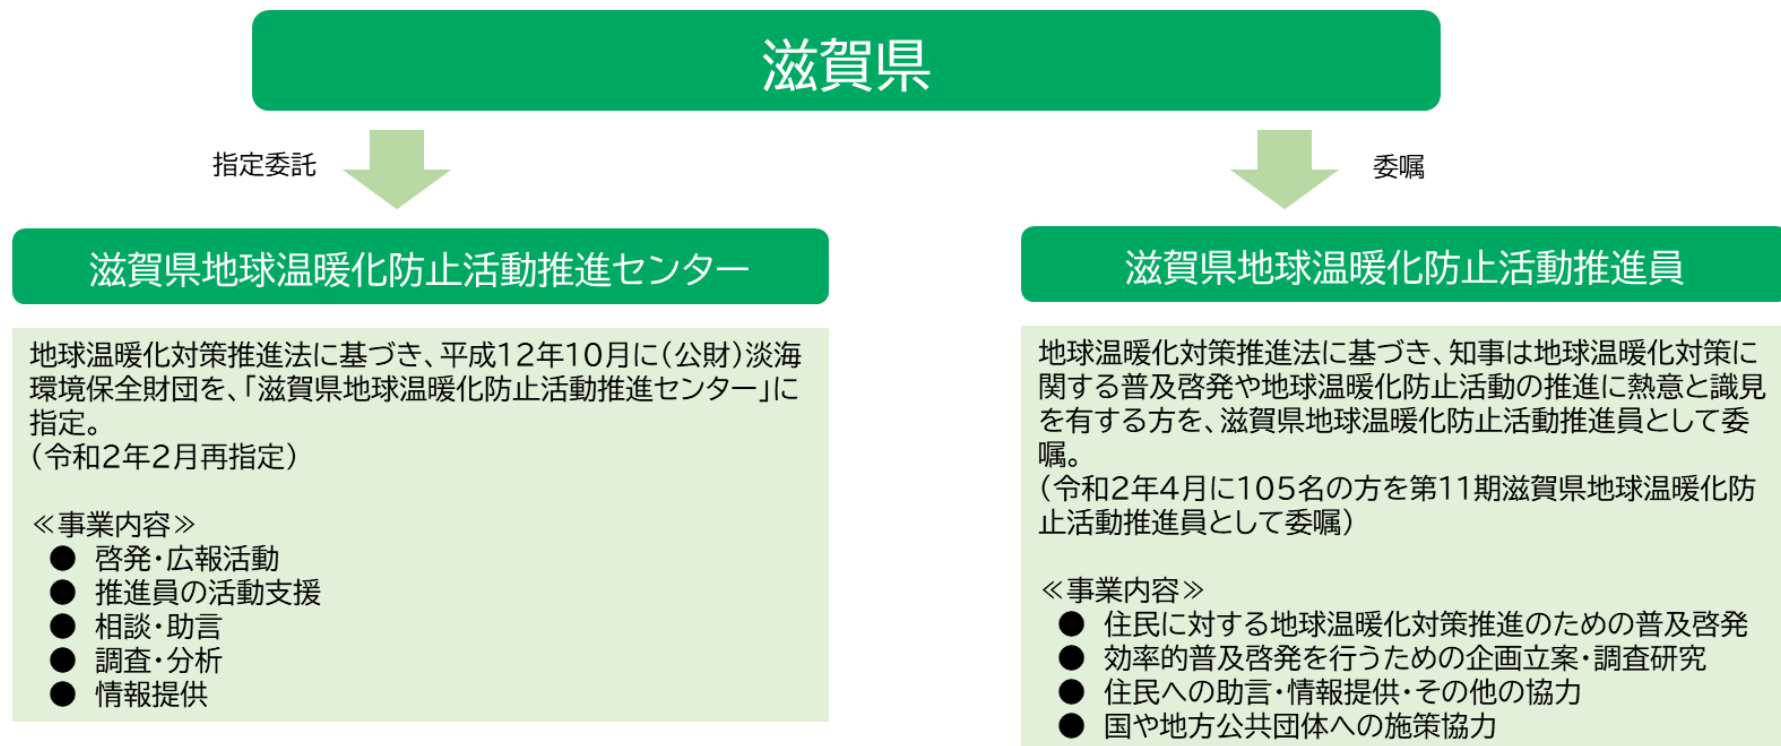 滋賀県
指定委託
委嘱
滋賀県地球温暖化防止活動推進センター
地球温暖化対策推進法に基づき、平成12年10月に(公財)淡海
環境保全財団を、「滋賀県地球温暖化防止活動推進センター」に
指定。
(令和2年2月再指定)
≪事業内容≫
● 啓発・広報活動
● 推進員の活動支援
● 相談・助言
● 調査・分析
● 情報提供
滋賀県地球温暖化防止活動推進員
地球温暖化対策推進法に基づき、知事は地球温暖化対策に
関する普及啓発や地球温暖化防止活動の推進に熱意と識見
を有する方を、滋賀県地球温暖化防止活動推進員として委
嘱。
(令和2年4月に105名の方を第11期滋賀県地球温暖化防
止活動推進員として委嘱)
≪事業内容≫
● 住民に対する地球温暖化対策推進のための普及啓発
● 効率的普及啓発を行うための企画立案・調査研究
● 住民への助言・情報提供・その他の協力
● 国や地方公共団体への施策協力